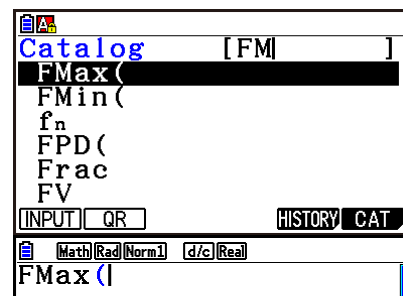 A
Catalog [FM ]
FMax(
FMin(
fn
FPD(
Frac
FV
INPUT QR HISTORY CAT
Math Rad Norm1 d/c Real
FMax(